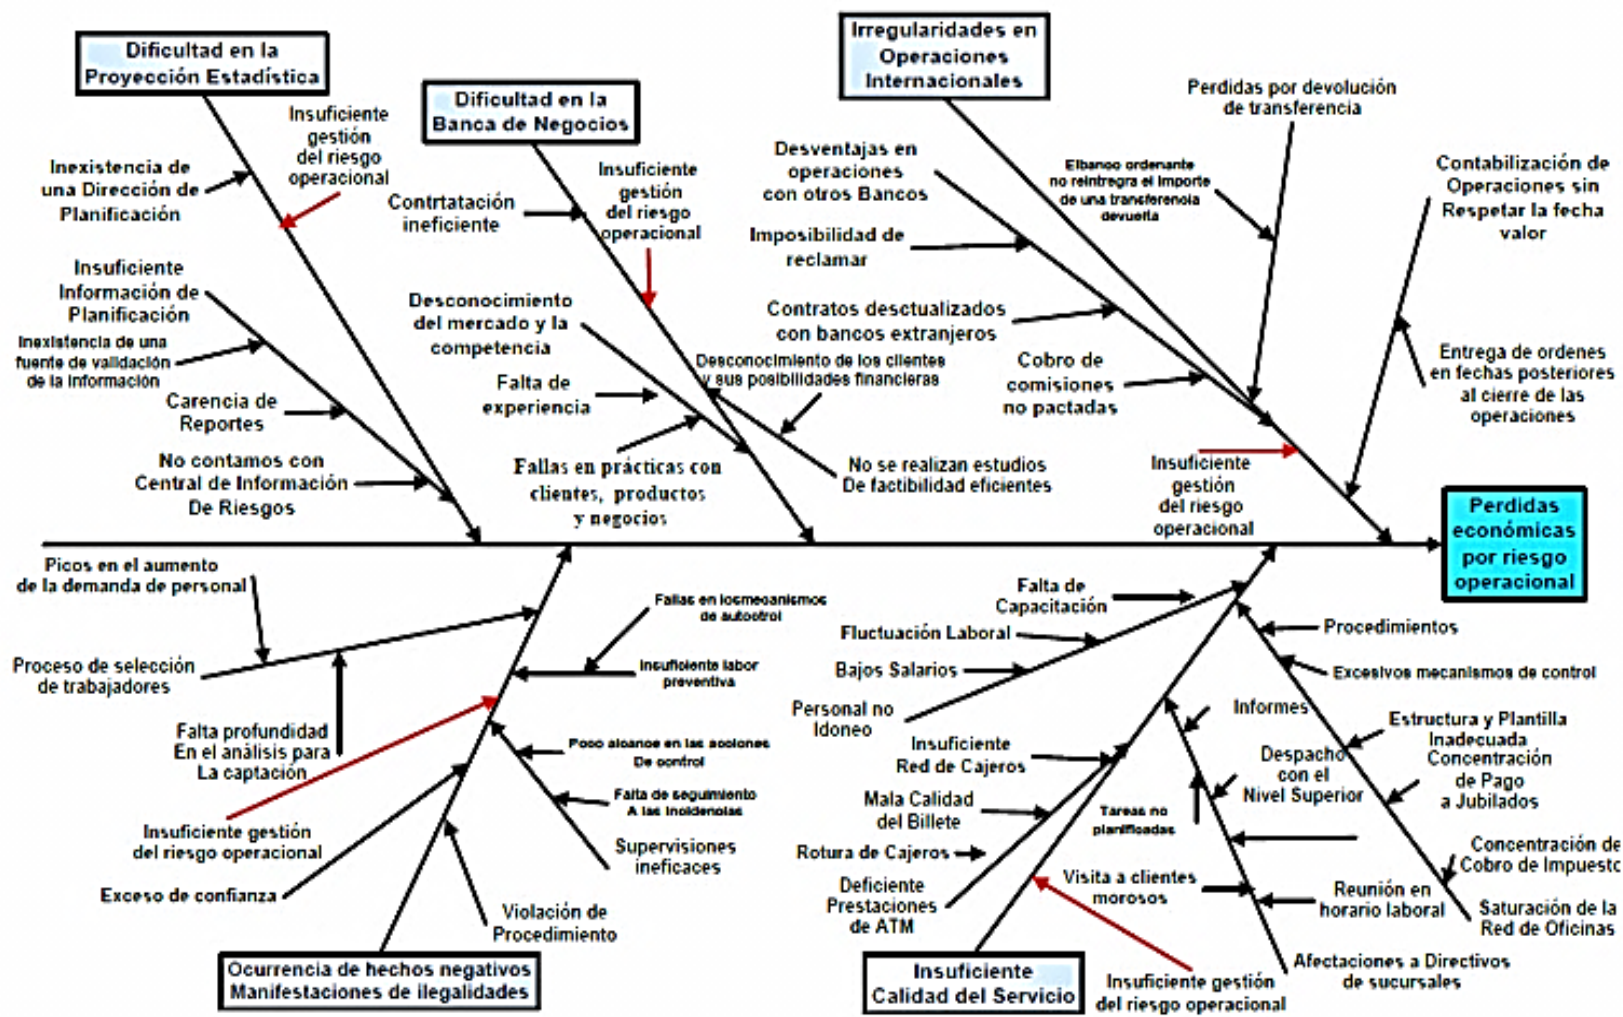 Dificultad en la
Proyección Estadística
Insuficiente
gestión
del riesgo
operacional
Inexistencia de
una Dirección de
Planificación
Insuficiente
Información de
Planificación
Inexistencia de una
fuente de validación
de la información
Carencia de
Reportes
No contamos con
Central de Información
De Riesgos
Dificultad en la
Banca de Negocios
Insuficiente
gestión
del riesgo
operacional
Contrtatación
ineficiente
Desconocimiento
del mercado y la
competencia
Falta de
experiencia
Fallas en prácticas con
clientes, productos
y negocios
Desconocimiento de los clientes
y sus posibilidades financieras
No se realizan estudios
De factibilidad eficientes
Irregularidades en
Operaciones
Internacionales
Perdidas por devolución
de transferencia
Elbanco ordenante
no reintregra el importe
de una transferencia
devuelta
Desventajas en
operaciones
con otros Bancos
Imposibilidad de
reclamar
Contratos desctualizados
con bancos extranjeros
Cobro de
comisiones
no pactadas
Contabilización de
Operaciones sin
Respetar la fecha
valor
Entrega de ordenes
en fechas posteriores
al cierre de las
operaciones
Insuficiente
gestión
del riesgo
operacional
Perdidas
económicas
por riesgo
operacional
Picos en el aumento
de la demanda de personal
Proceso de selección
de trabajadores
Falta profundidad
En el análisis para
La captación
Insuficiente gestión
del riesgo operacional
Exceso de confianza
Fallas en losmecanismos
de autoctrol
Insuficiente labor
preventiva
Poco alcance en las acciones
De control
Falta de seguimiento
A las incidencias
Supervisiones
ineficaces
Violación de
Procedimiento
Ocurrencia de hechos negativos
Manifestaciones de ilegalidades
Falta de
Capacitación
Fluctuación Laboral
Bajos Salarios
Personal no
Idoneo
Insuficiente
Red de Cajeros
Mala Calidad
del Billete
Rotura de Cajeros
Deficiente
Prestaciones
de ATM
Procedimientos
Excesivos mecanismos de control
Informes
Estructura y Plantilla
Inadecuada
Concentración
de Pago
a Jubilados
Despacho
con el
Nivel Superior
Tareas no
planificadas
Visita a clientes
morosos
Reunión en
horario laboral
Concentración de
Cobro de Impuestc
Saturación de la
Red de Oficinas
Afectaciones a Directivos
de sucursales
Insuficiente gestión
del riesgo operacional
Insuficiente
Calidad del Servicio